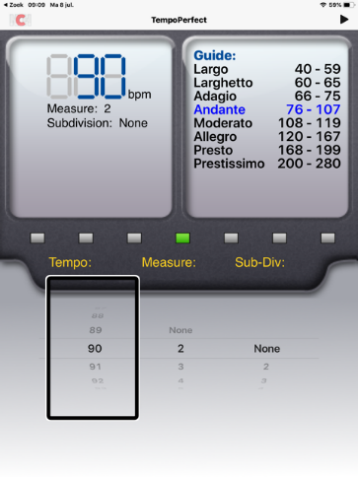 Zoek 09:09 Ma 8 jul.
59%
TempoPerfect
90 bpm
Measure: 2
Subdivision: None
Guide:
Largo 40 - 59
Larghetto 60 - 65
Adagio 66 - 75
Andante 76 - 107
Moderato 108 - 119
Allegro 120 - 167
Presto 168 - 199
Prestissimo 200 - 280
Tempo: Measure: Sub-Div:
88
89 None
90 2 None
91 3 2
92 4 3